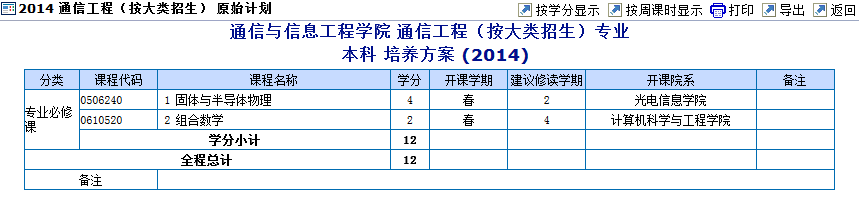 2014 通信工程（按大类招生） 原始计划 按学分显示 按周课时显示 打印 导出 返回
通信与信息工程学院 通信工程（按大类招生）专业
本科 培养方案 (2014)
分类 课程代码 课程名称 学分 开课学期 建议修读学期 开课院系 备注
专业必修课 0506240 1 固体与半导体物理 4 春 2 光电信息学院
0610520 2 组合数学 2 春 4 计算机科学与工程学院
学分小计 12
全程总计 12
备注